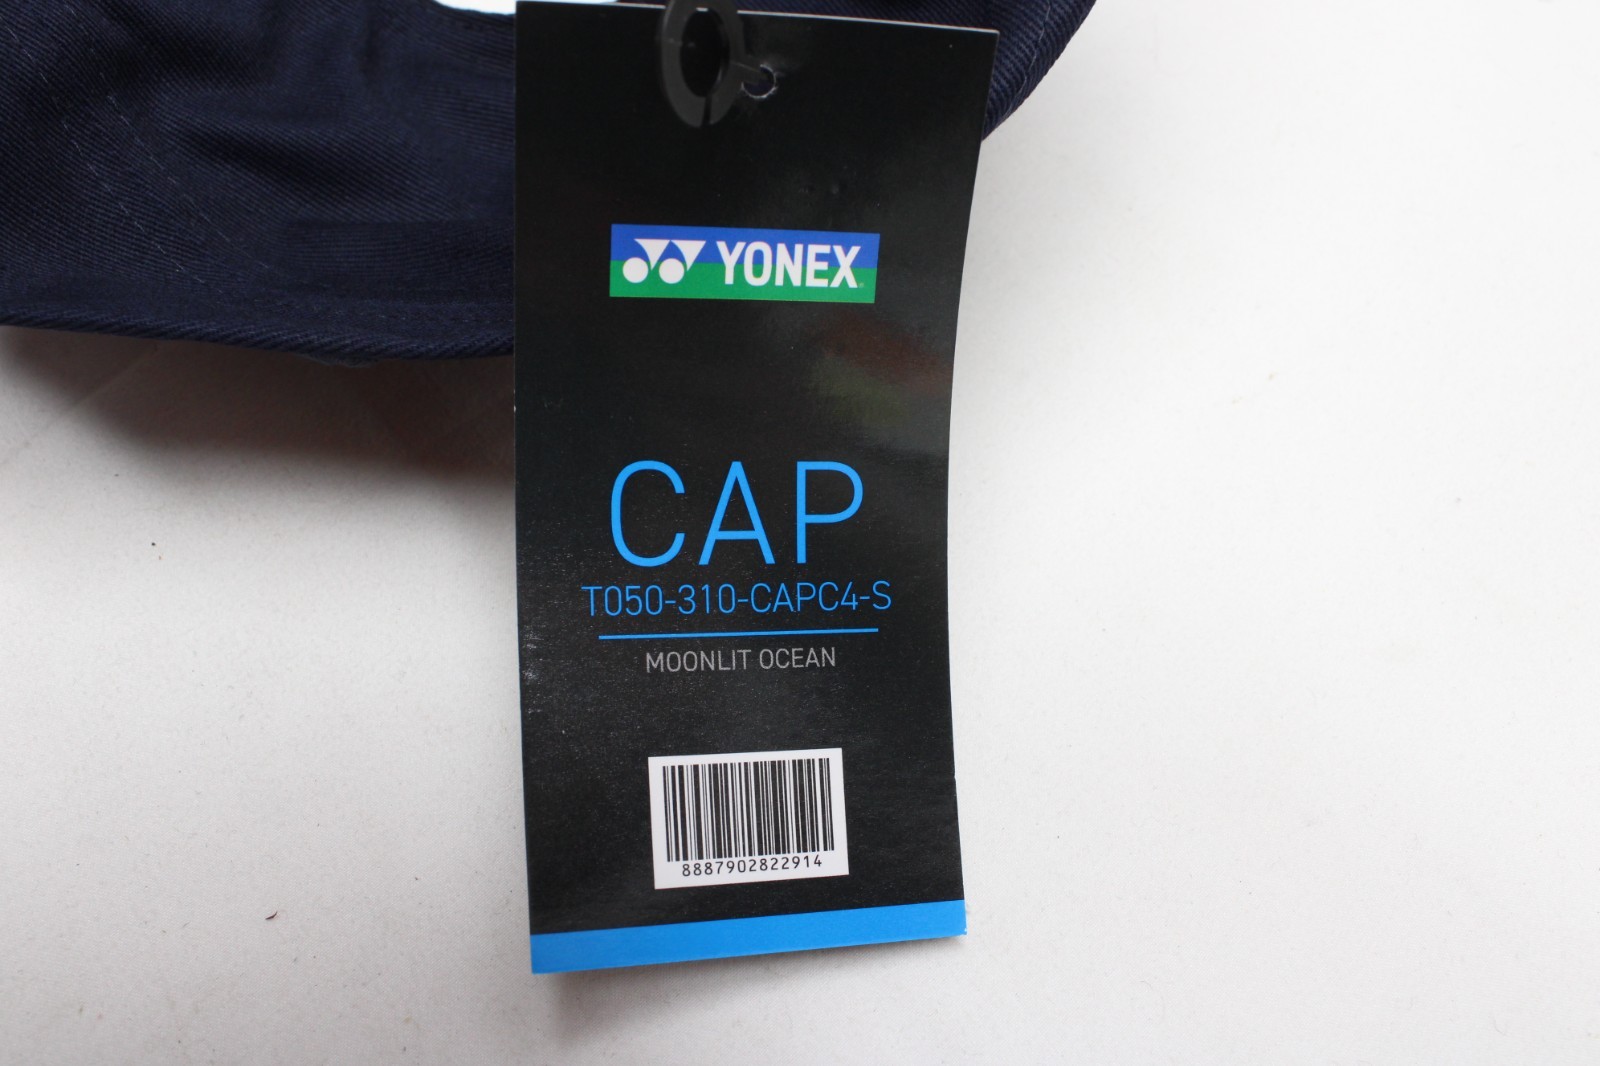 YONEX
CAP
T050-310-CAPC4-S
MOONLIT OCEAN
8887902822914